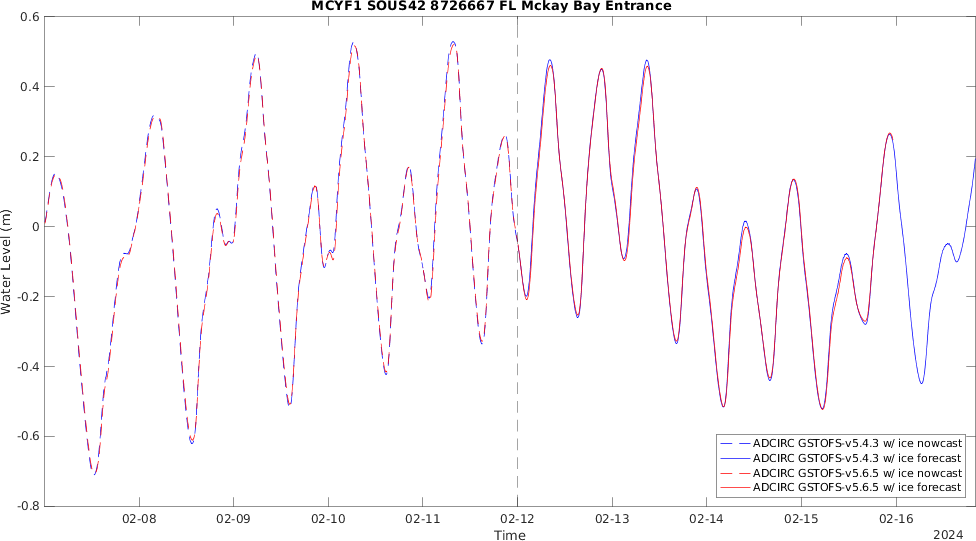 MCYF1 SOUS42 8726667 FL Mckay Bay Entrance
0.6
0.4
0.2
0
-0.2
-0.4
-0.6
-0.8
Water Level (m)
ADCIRC GSTOFS-v5.4.3 w/ ice nowcast
ADCIRC GSTOFS-v5.4.3 w/ ice forecast
ADCIRC GSTOFS-v5.6.5 w/ ice nowcast
ADCIRC GSTOFS-v5.6.5 w/ ice forecast
02-08 02-09 02-10 02-11 02-12 02-13 02-14 02-15 02-16
Time
2024